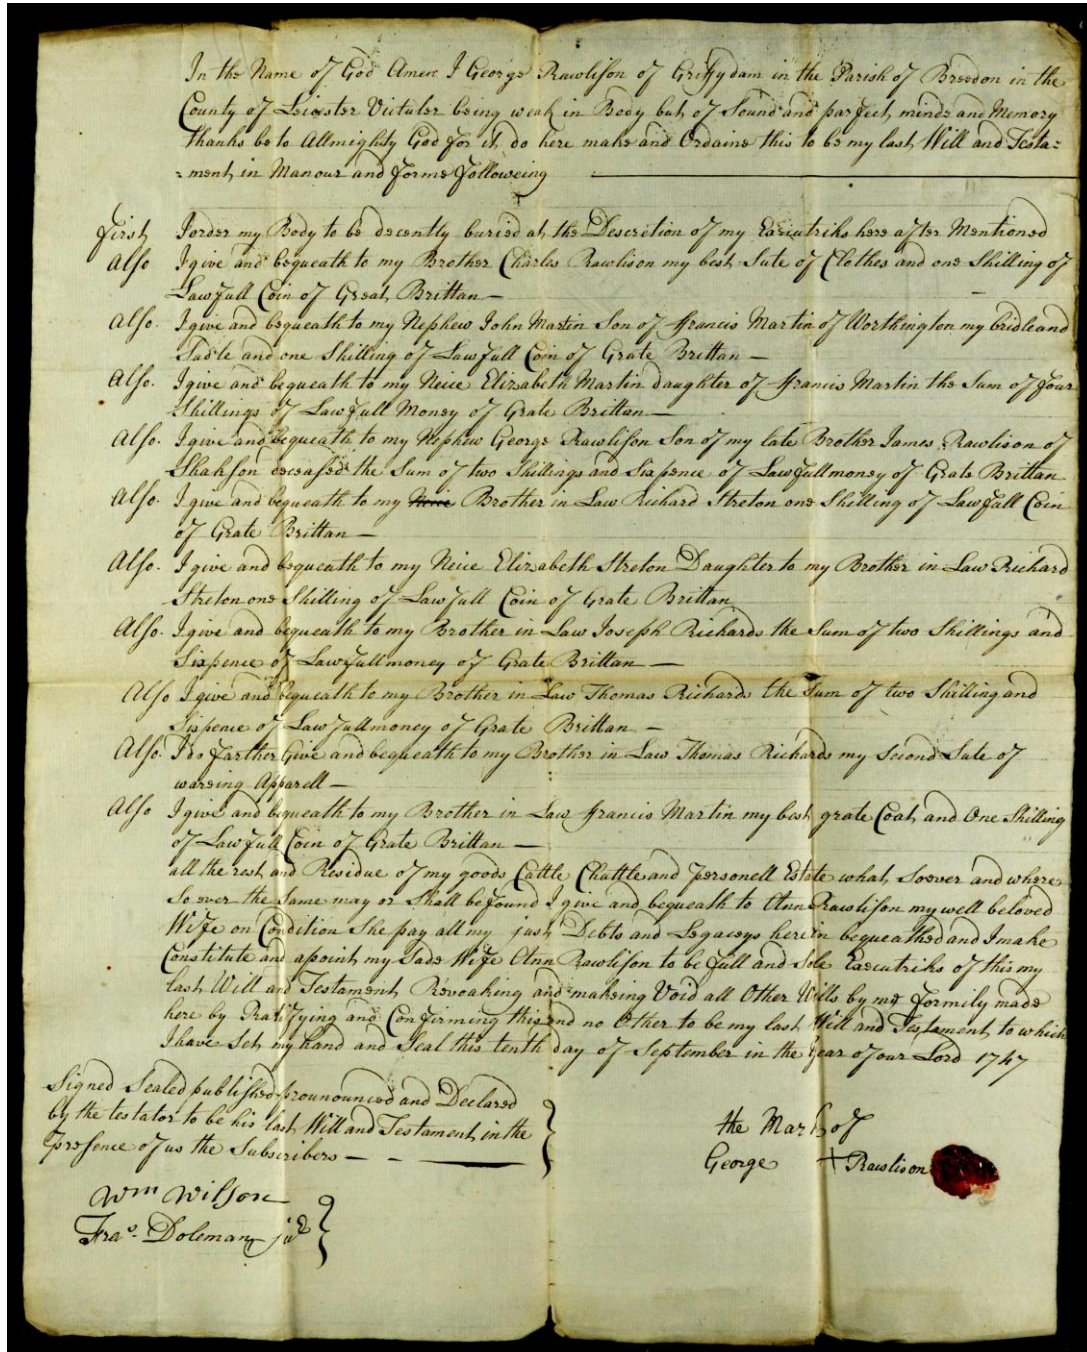 In the Name of God Amen I George Rawlison of Griffydam in the Parish of Breedon in the
County of Leicester Victuler being weak in Body but of Sound and parfect minde and Memory
thanks be to Allmighty God for it do here make and Ordaine this to be my last Will and Testa=
=ment in Manour and forme followeing
First I order my Body to be decently buried at the Descretion of my Executriks here after Mentioned
Also I give and bequeath to my Brother Charles Rawlison my best Sute of Clothes and one Shilling of
Lawfull Coin of Great Brittan —
Also. I give and bequeath to my Nephew John Martin Son of Francis Martin of Worthington my bridle and
Sadle and one Shilling of Lawfull Coin of Grate Brittan —
Also. I give and bequeath to my Neice Elizabeth Martin daughter of Francis Martin the Sum of four
Shillings of Lawfull Money of Grate Brittan —
Also. I give and bequeath to my Nephew George Rawlison Son of my late Brother James Rawlison of
deceased the Sum of two Shillings and Sixpence of Lawfull money of Grate Brittan
Also. I give and bequeath to my Neice Brother in Law Richard Streton one Shilling of Lawfull Coin
of Grate Brittan —
Also. I give and bequeath to my Neice Elizabeth Streton Daughter to my Brother in Law Richard
Streton one Shilling of Lawfull Coin of Grate Brittan
Also. I give and bequeath to my Brother in Law Joseph Richards the Sum of two Shillings and
Sixpence of Lawfull money of Grate Brittan —
Also I give and bequeath to my Brother in Law Thomas Richards the Sum of two Shilling and
Sixpence of Lawfull money of Grate Brittan —
Also. I do farther Give and bequeath to my Brother in Law Thomas Richards my Second Sute of
wareing Apparell —
Also I give and bequeath to my Brother in Law Francis Martin my best grate Coat and One Shilling
of Lawfull Coin of Grate Brittan —
all the rest and Residue of my goods Cattle Chattle and personell Estate what soever and where
so ever the Same may or Shall be found I give and bequeath to Ann Rawlison my well beloved
Wife on Condition She pay all my just Debts and Legaceys herein bequeathed and I make
Constitute and apoint my Sade Wife Ann Rawlison to be full and Sole Executriks of this my
last Will and Testament Revoaking and makeing Void all Other Wills by me formily made
here by Ratifying and Confirming this and no Other to be my last Will and Testament to which
I have Set my hand and Seal this tenth day of September in the year of our Lord 1747
Signed Sealed published pronounced and Declared
by the testator to be his last Will and Testament in the
presence of us the Subscribers —
the Mark of
George + Rawlison
Wm Wilson
Fras. Doleman jur